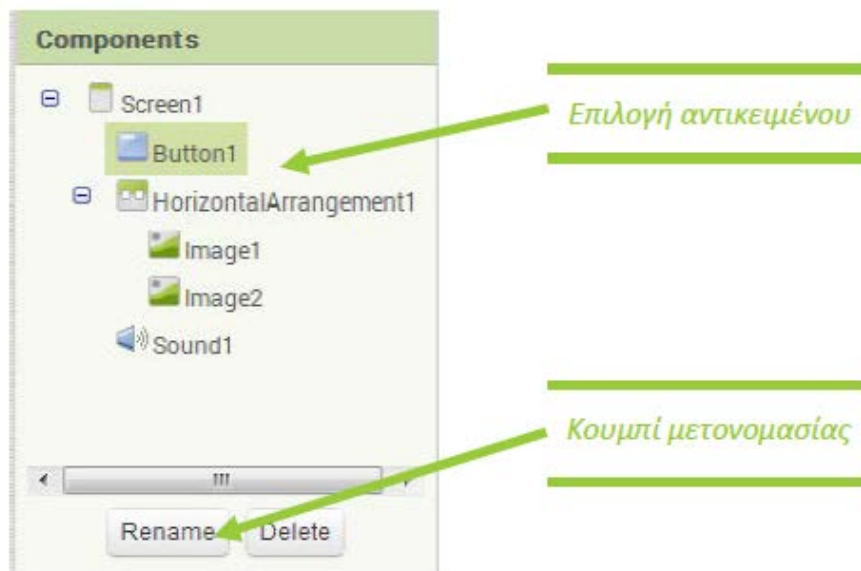 Components
Screen1
Επιλογή αντικειμένου
Button1
HorizontalArrangement1
Image1
Image2
Sound1
Κουμπί μετονομασίας
Rename
Delete